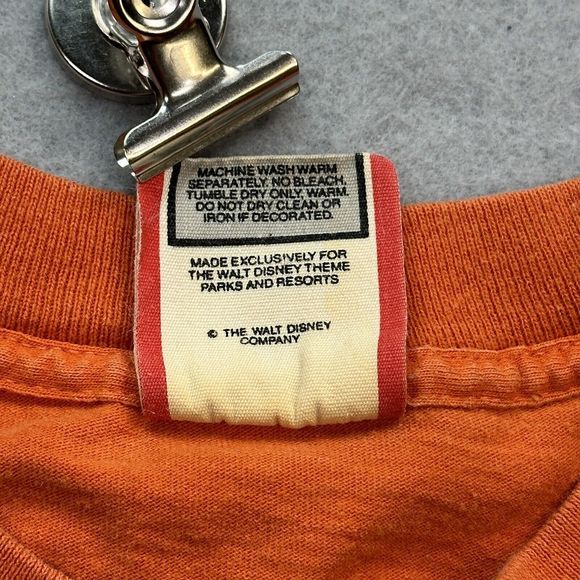 MACHINE WASH WARM
SEPARATELY. NO BLEACH.
TUMBLE DRY ONLY, WARM.
DO NOT DRY CLEAN OR
IRON IF DECORATED.
MADE EXCLUSIVELY FOR
THE WALT DISNEY THEME
PARKS AND RESORTS
© THE WALT DISNEY
COMPANY